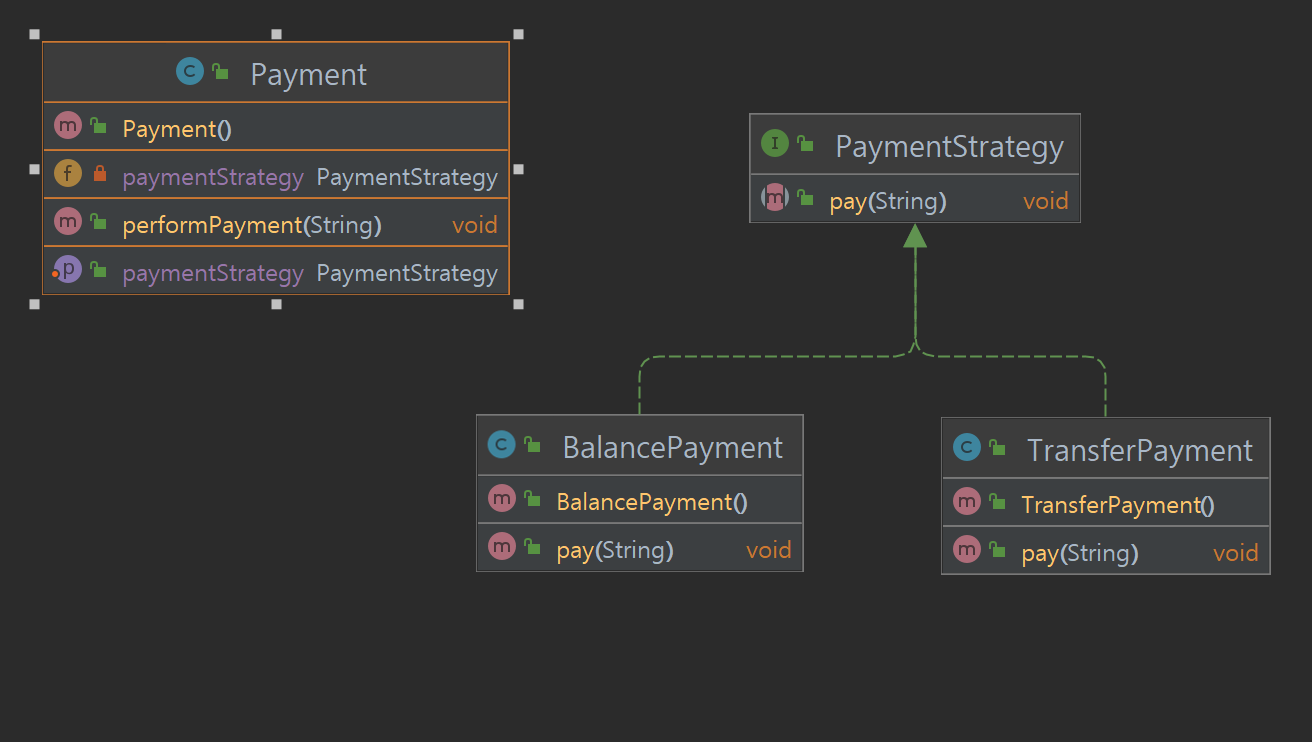 C Payment
m Payment()
f paymentStrategy PaymentStrategy
m performPayment(String) void
p paymentStrategy PaymentStrategy
I PaymentStrategy
m pay(String) void
C BalancePayment
m BalancePayment()
m pay(String) void
C TransferPayment
m TransferPayment()
m pay(String) void